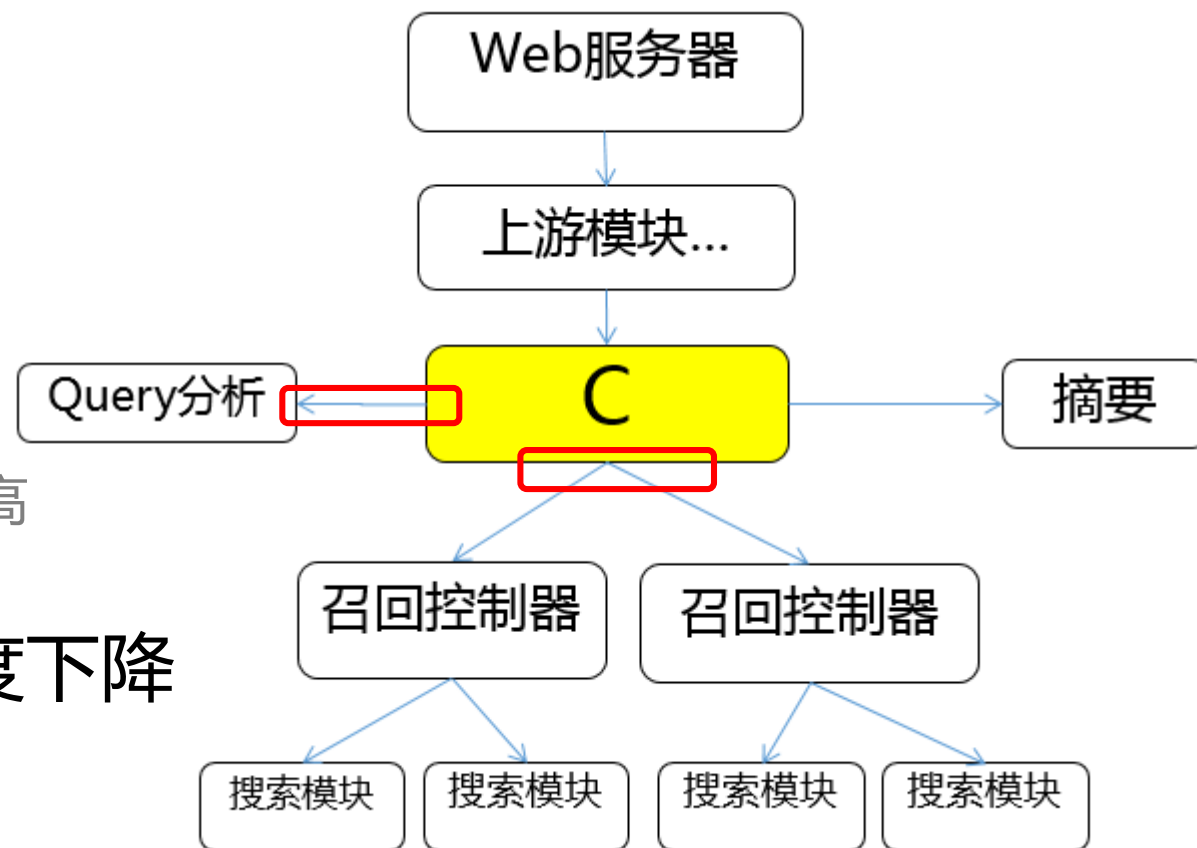 Web服务器
上游模块...
Query分析
C
摘要
高
召回控制器
召回控制器
度下降
搜索模块
搜索模块
搜索模块
搜索模块